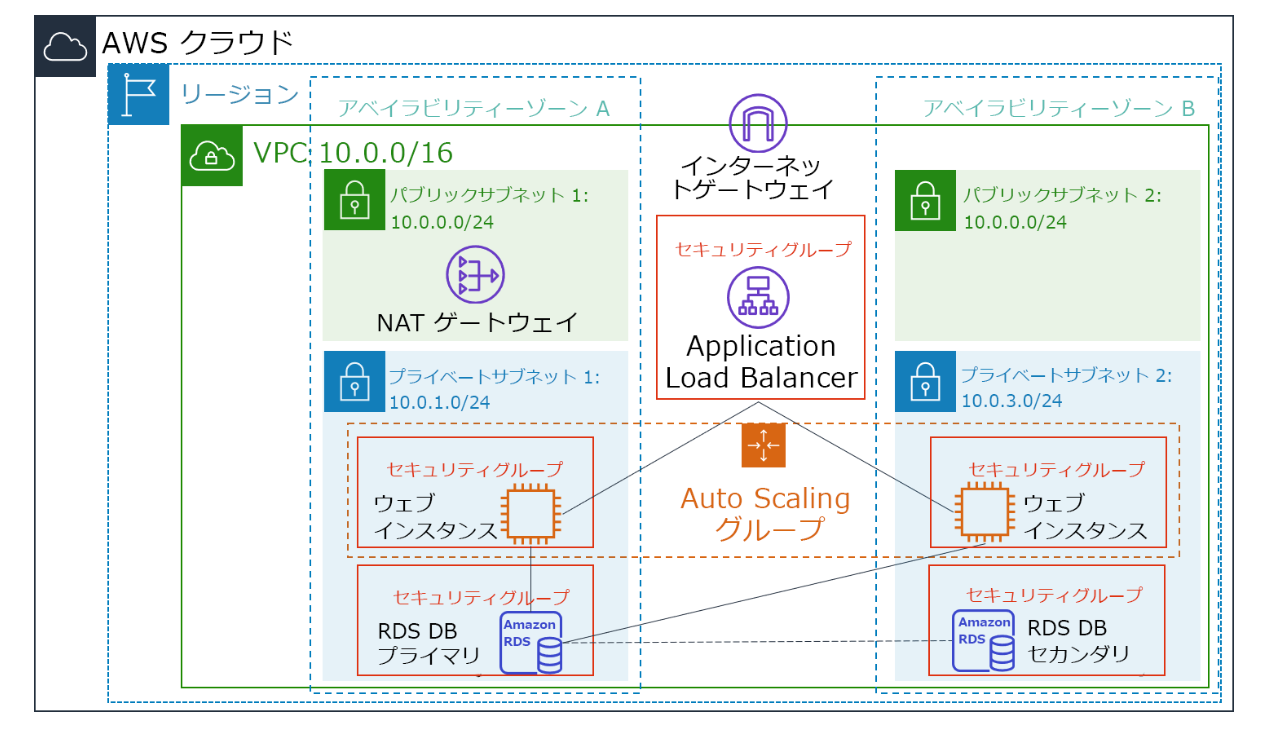 AWS クラウド
リージョン
アベイラビリティーゾーン A
アベイラビリティーゾーン B
VPC: 10.0.0/16
インターネッ
トゲートウェイ
パブリックサブネット 1:
10.0.0.0/24
パブリックサブネット 2:
10.0.0.0/24
NAT ゲートウェイ
セキュリティグループ
Application
Load Balancer
プライベートサブネット 1:
10.0.1.0/24
プライベートサブネット 2:
10.0.3.0/24
セキュリティグループ
ウェブ
インスタンス
Auto Scaling
グループ
セキュリティグループ
ウェブ
インスタンス
セキュリティグループ
RDS DB
プライマリ
Amazon
RDS
セキュリティグループ
Amazon
RDS
RDS DB
セカンダリ